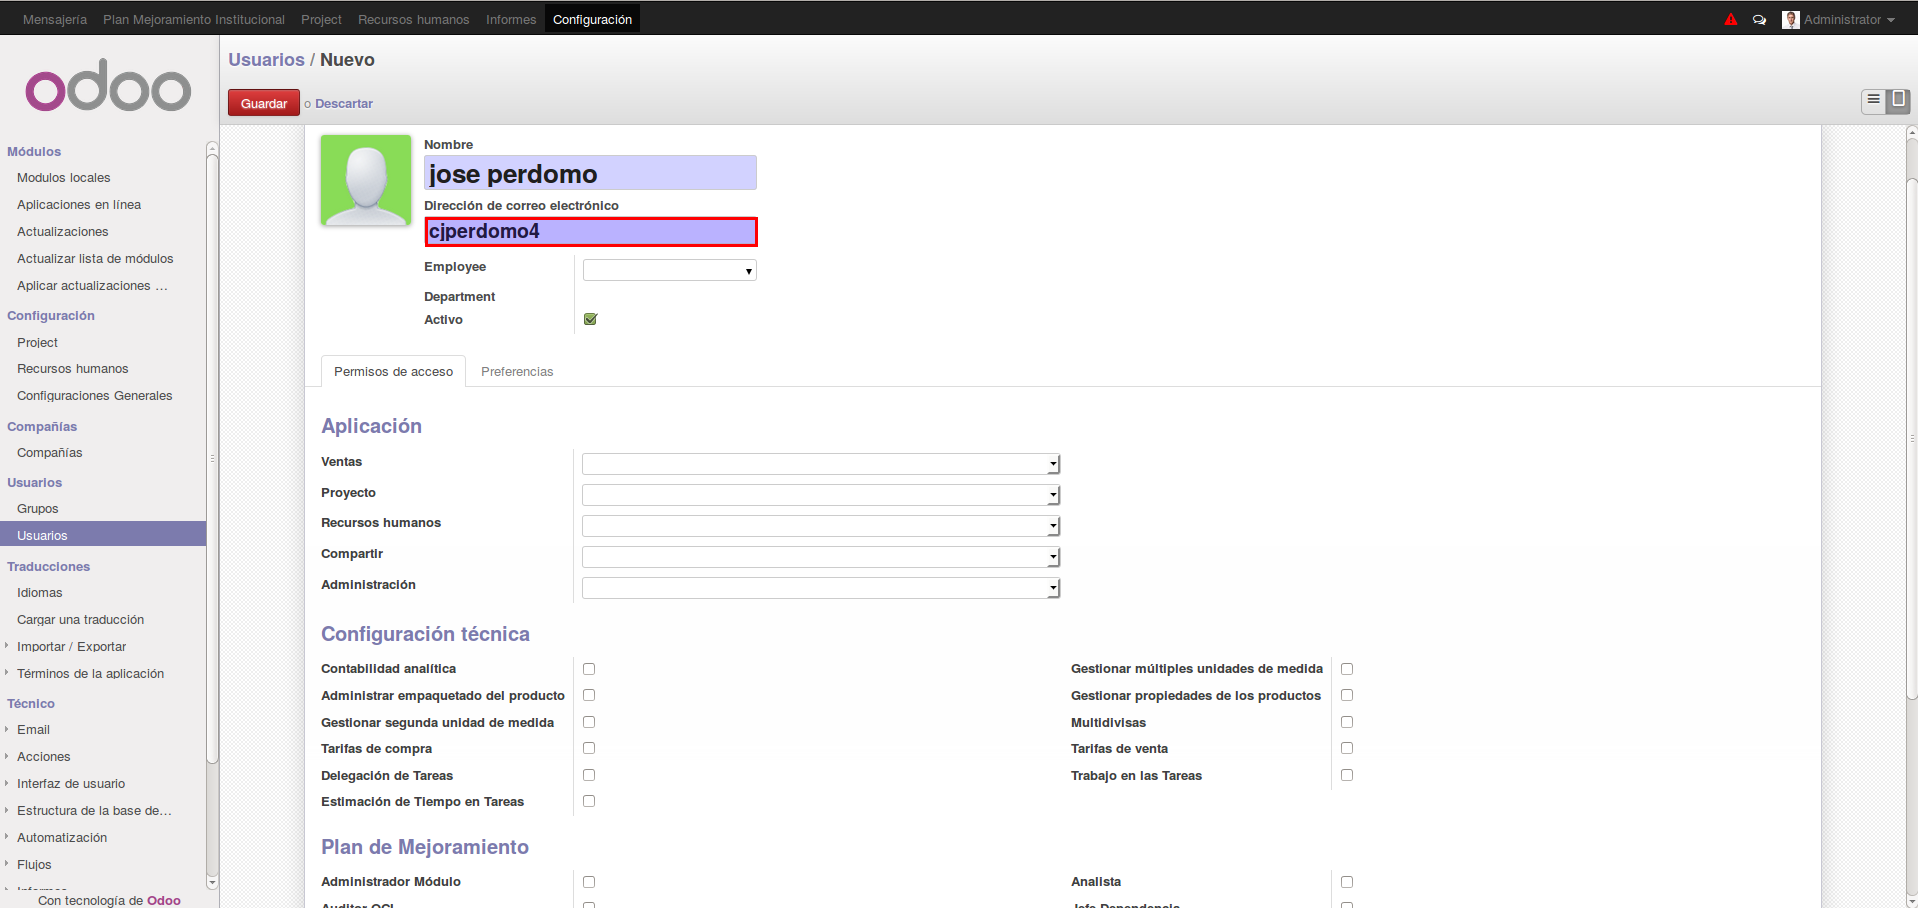 Mensajería Plan Mejoramiento Institucional Project Recursos humanos Informes Configuración Administrator
odoo
Usuarios / Nuevo
Guardar o Descartar
Módulos
Modulos locales
Aplicaciones en línea
Actualizaciones
Actualizar lista de módulos
Aplicar actualizaciones …
Configuración
Project
Recursos humanos
Configuraciones Generales
Compañías
Compañías
Usuarios
Grupos
Usuarios
Traducciones
Idiomas
Cargar una traducción
Importar / Exportar
Términos de la aplicación
Técnico
Email
Acciones
Interfaz de usuario
Estructura de la base de…
Automatización
Flujos
Informes
Con tecnología de Odoo
Nombre
jose perdomo
Dirección de correo electrónico
cjperdomo4
Employee
Department
Activo
Permisos de acceso Preferencias
Aplicación
Ventas
Proyecto
Recursos humanos
Compartir
Administración
Configuración técnica
Contabilidad analítica Gestionar múltiples unidades de medida
Administrar empaquetado del producto Gestionar propiedades de los productos
Gestionar segunda unidad de medida Multidivisas
Tarifas de compra Tarifas de venta
Delegación de Tareas Trabajo en las Tareas
Estimación de Tiempo en Tareas
Plan de Mejoramiento
Administrador Módulo Analista
Auditor OCI Jefe Dependencia